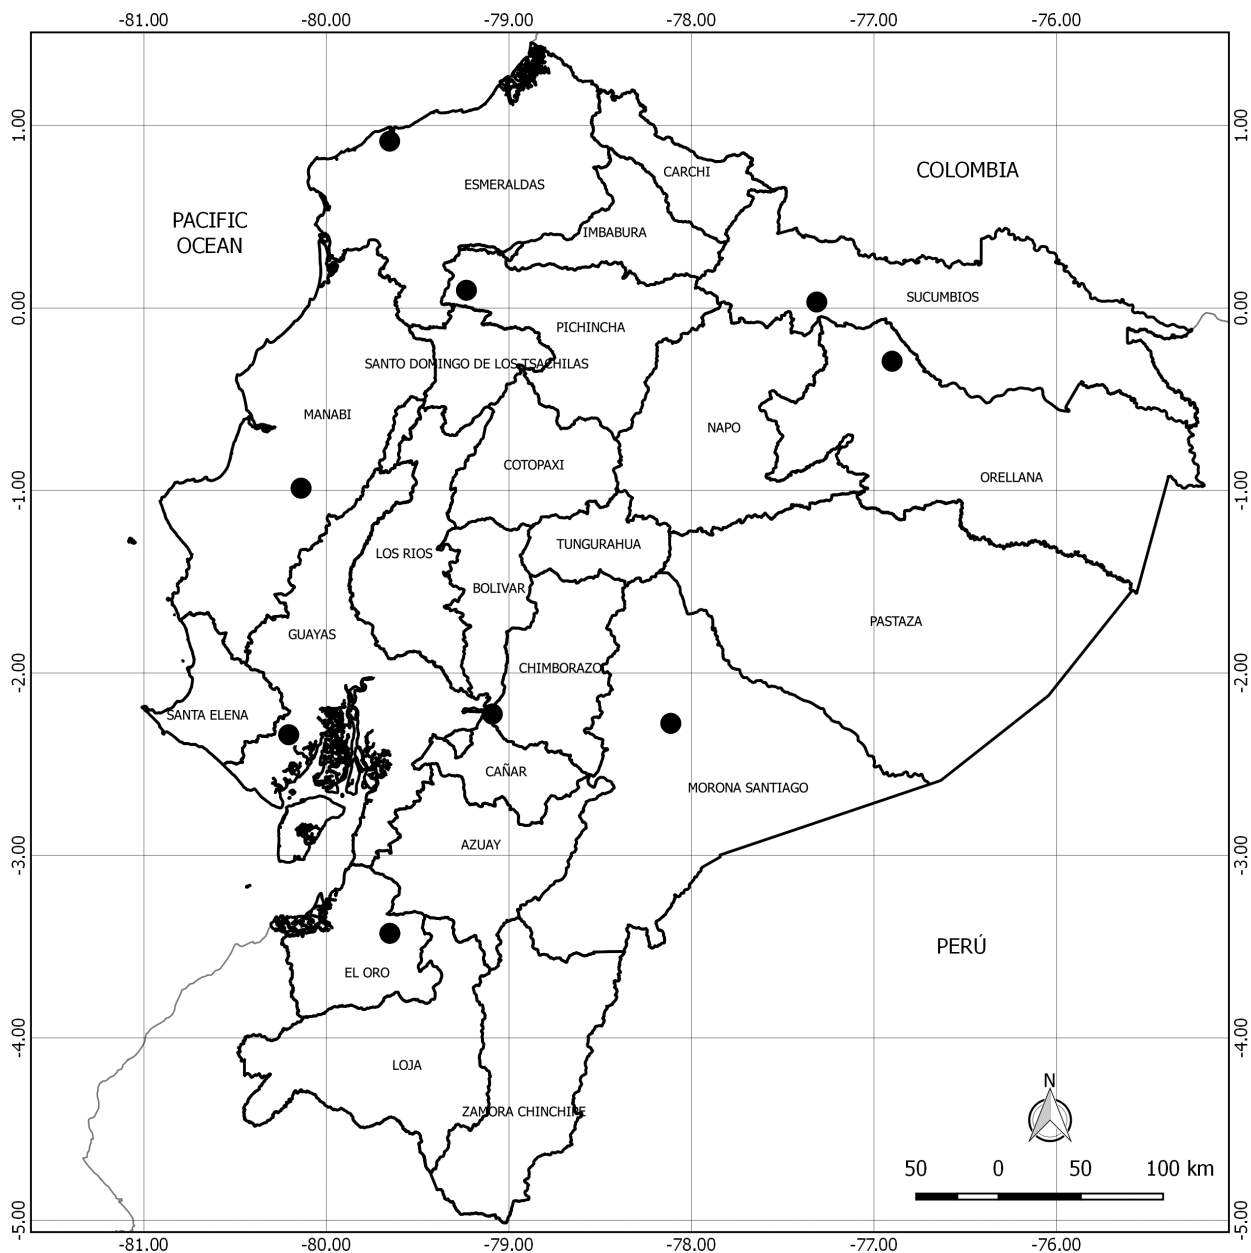 -81.00 -80.00 -79.00 -78.00 -77.00 -76.00
1.00 1.00
CARCHI
COLOMBIA
ESMERALDAS
PACIFIC
OCEAN
IMBABURA
SUCUMBIOS
0.00 0.00
PICHINCHA
SANTO DOMINGO DE LOS TSACHILAS
MANABI
NAPO
COTOPAXI
ORELLANA
-1.00 -1.00
TUNGURAHUA
LOS RIOS
BOLIVAR
PASTAZA
GUAYAS
CHIMBORAZO
-2.00 -2.00
SANTA ELENA
CAÑAR
MORONA SANTIAGO
AZUAY
-3.00 -3.00
PERÚ
EL ORO
-4.00 -4.00
LOJA
N
ZAMORA CHINCHIPE
50 0 50 100 km
-5.00 -5.00
-81.00 -80.00 -79.00 -78.00 -77.00 -76.00